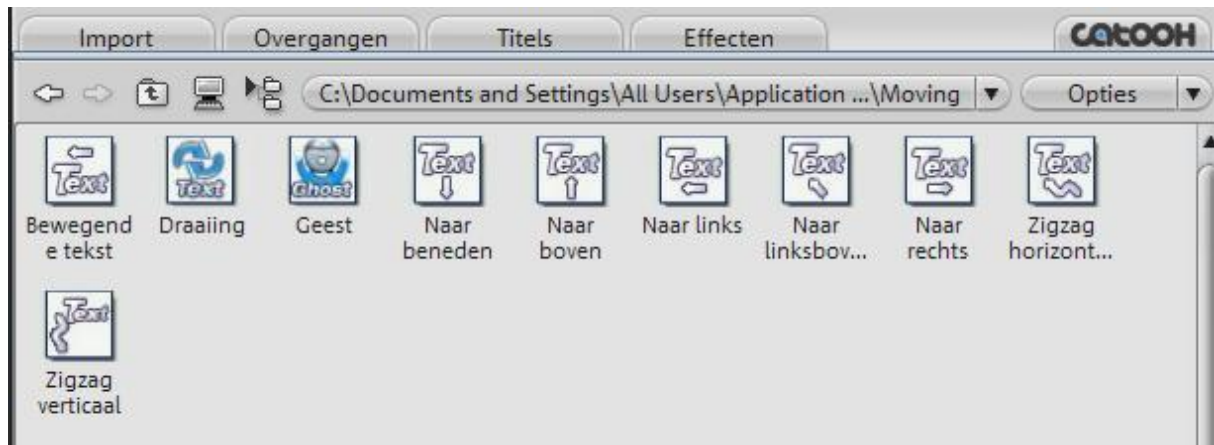 Import Overgangen Titels Effecten CATOOH
C:\Documents and Settings\All Users\Application ...\Moving Opties
Text Text Ghost Text Text Text Text Text Text
Bewegend Draaiing Geest Naar Naar Naar links Naar Naar Zigzag
e tekst beneden boven linksbov... rechts horizont...
Text
Zigzag
verticaal